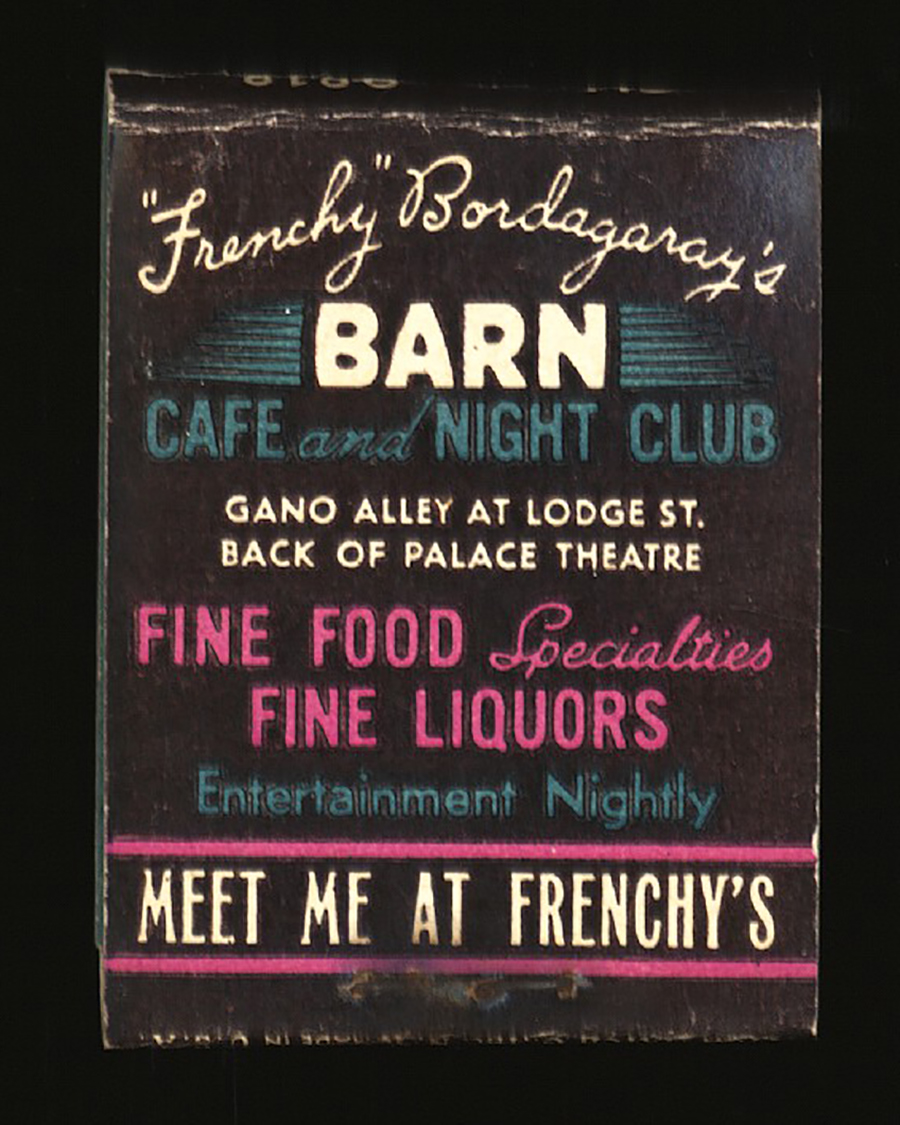 "Frenchy" Bordagaray's
BARN
CAFE and NIGHT CLUB
GANO ALLEY AT LODGE ST.
BACK OF PALACE THEATRE
FINE FOOD Specialties
FINE LIQUORS
Entertainment Nightly
MEET ME AT FRENCHY'S